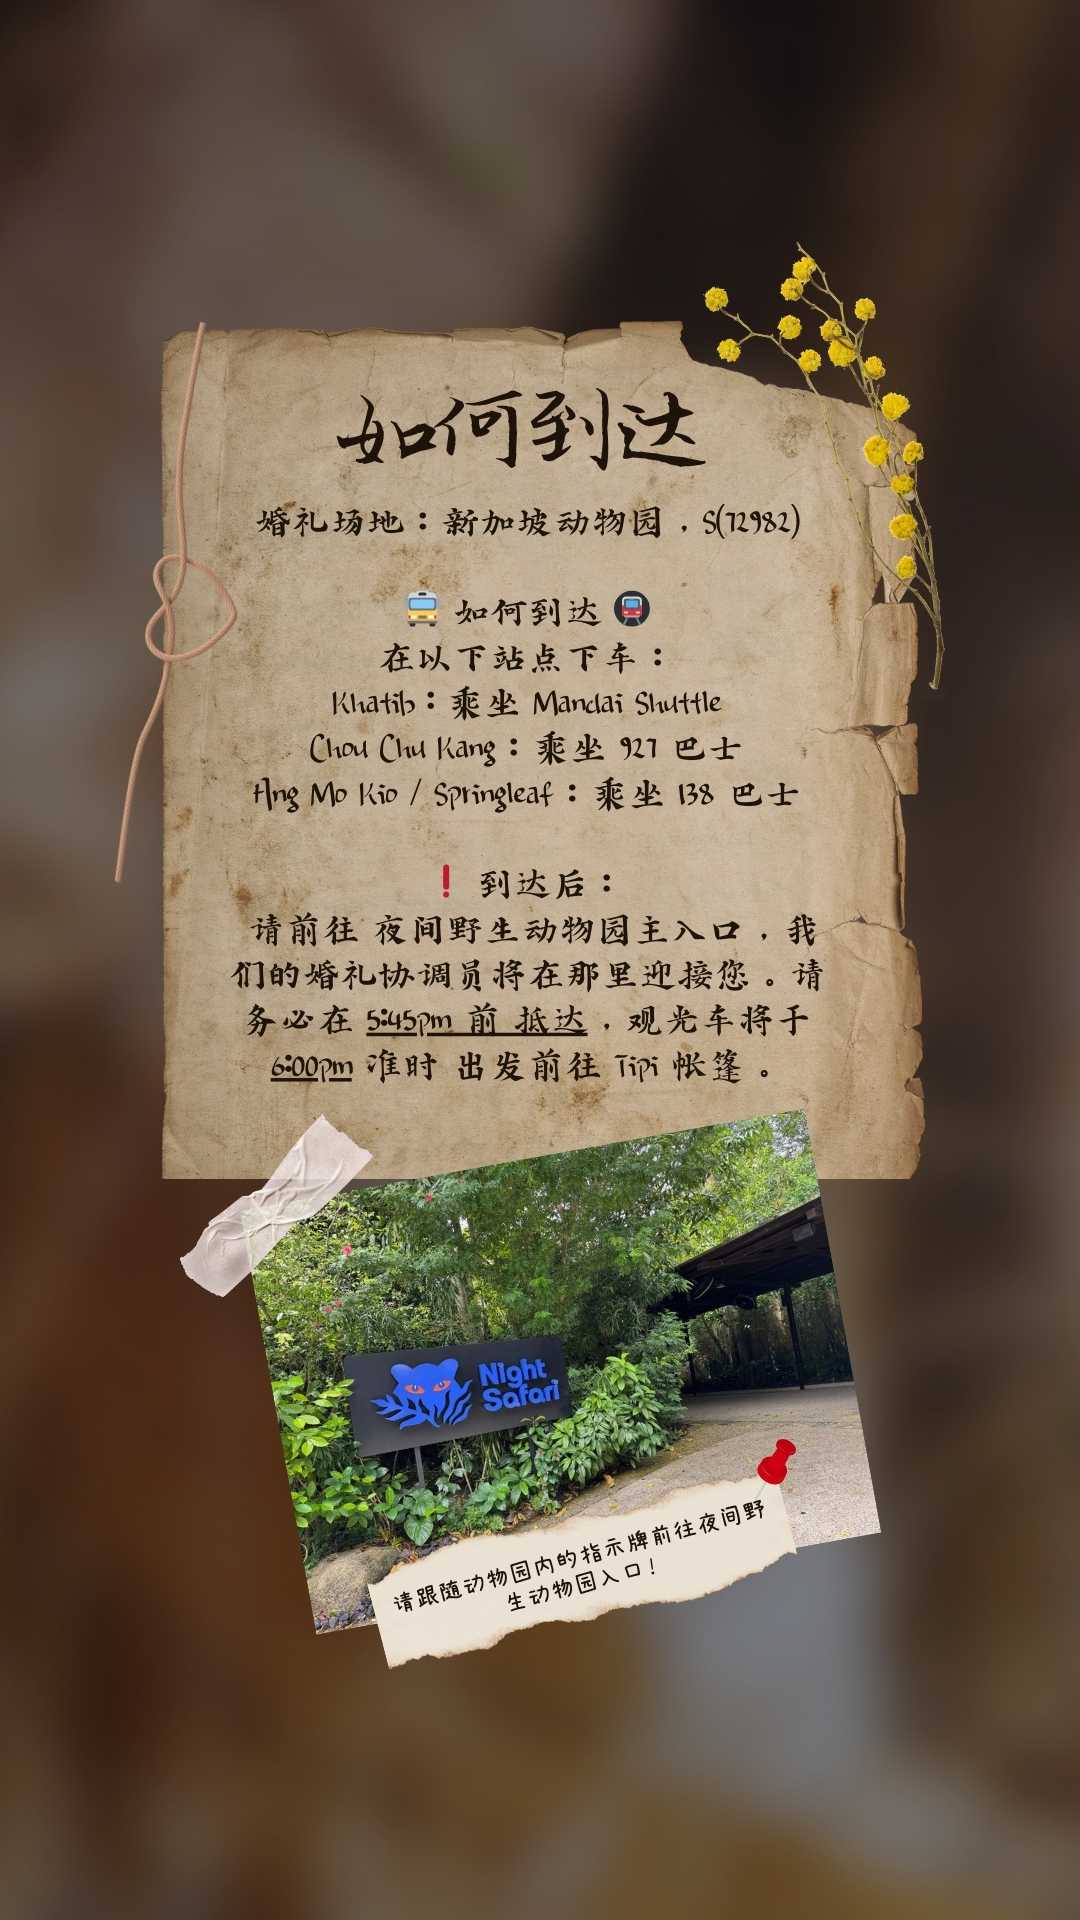 如何到达
婚礼场地：新加坡动物园，S(72982)
如何到达
在以下站点下车：
Khatib：乘坐 Mandai Shuttle
Chou Chu Kang：乘坐 927 巴士
Ang Mo Kio / Springleaf：乘坐 138 巴士
❗ 到达后：
请前往 夜间野生动物园主入口，我
们的婚礼协调员将在那里迎接您。请
务必在 5:45pm 前 抵达，观光车将于
6:00pm 准时 出发前往 Tipi 帐篷。
Night
Safari
请跟随动物园内的指示牌前往夜间野
生动物园入口！